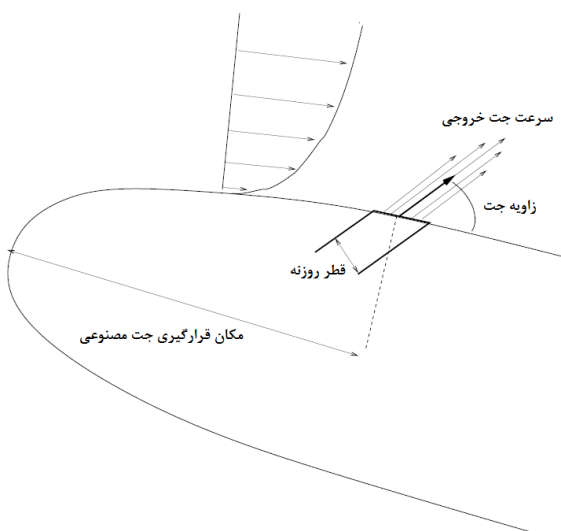 سرعت جت خروجی
زاویه جت
قطر روزنه
مکان قرارگیری جت مصنوعی